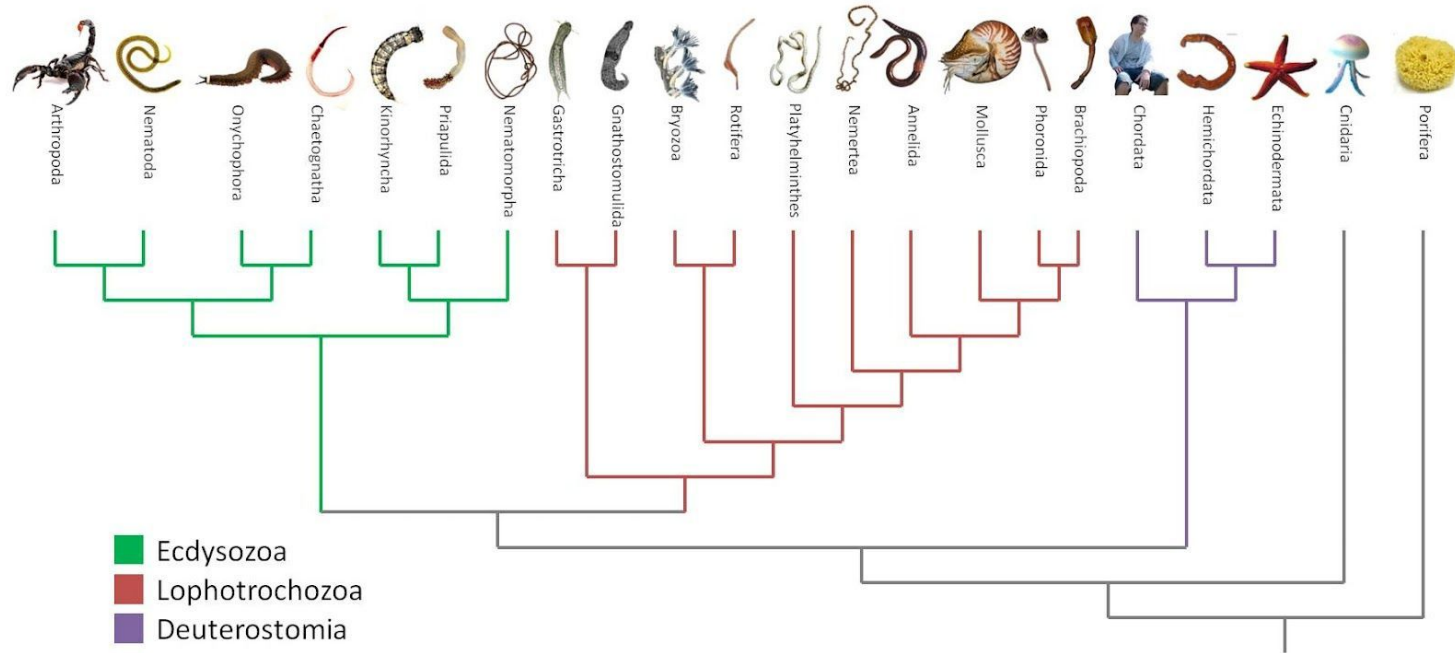 Arthropoda
Nematoda
Onychophora
Chaetognatha
Kinorhyncha
Priapulida
Nematomorpha
Gastrotricha
Gnathostomulida
Bryozoa
Rotifera
Platyhelminthes
Nemertea
Annelida
Mollusca
Phoronida
Brachiopoda
Chordata
Hemichordata
Echinodermata
Cnidaria
Porifera
Ecdysozoa
Lophotrochozoa
Deuterostomia